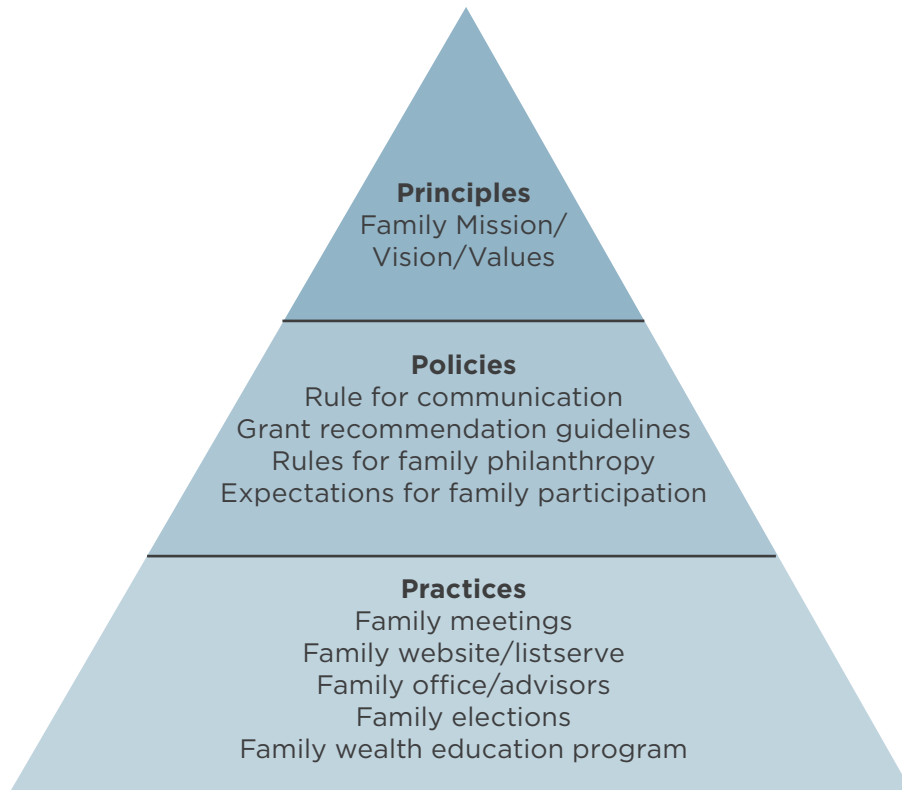 Principles
Family Mission/
Vision/Values
Policies
Rule for communication
Grant recommendation guidelines
Rules for family philanthropy
Expectations for family participation
Practices
Family meetings
Family website/listserve
Family office/advisors
Family elections
Family wealth education program